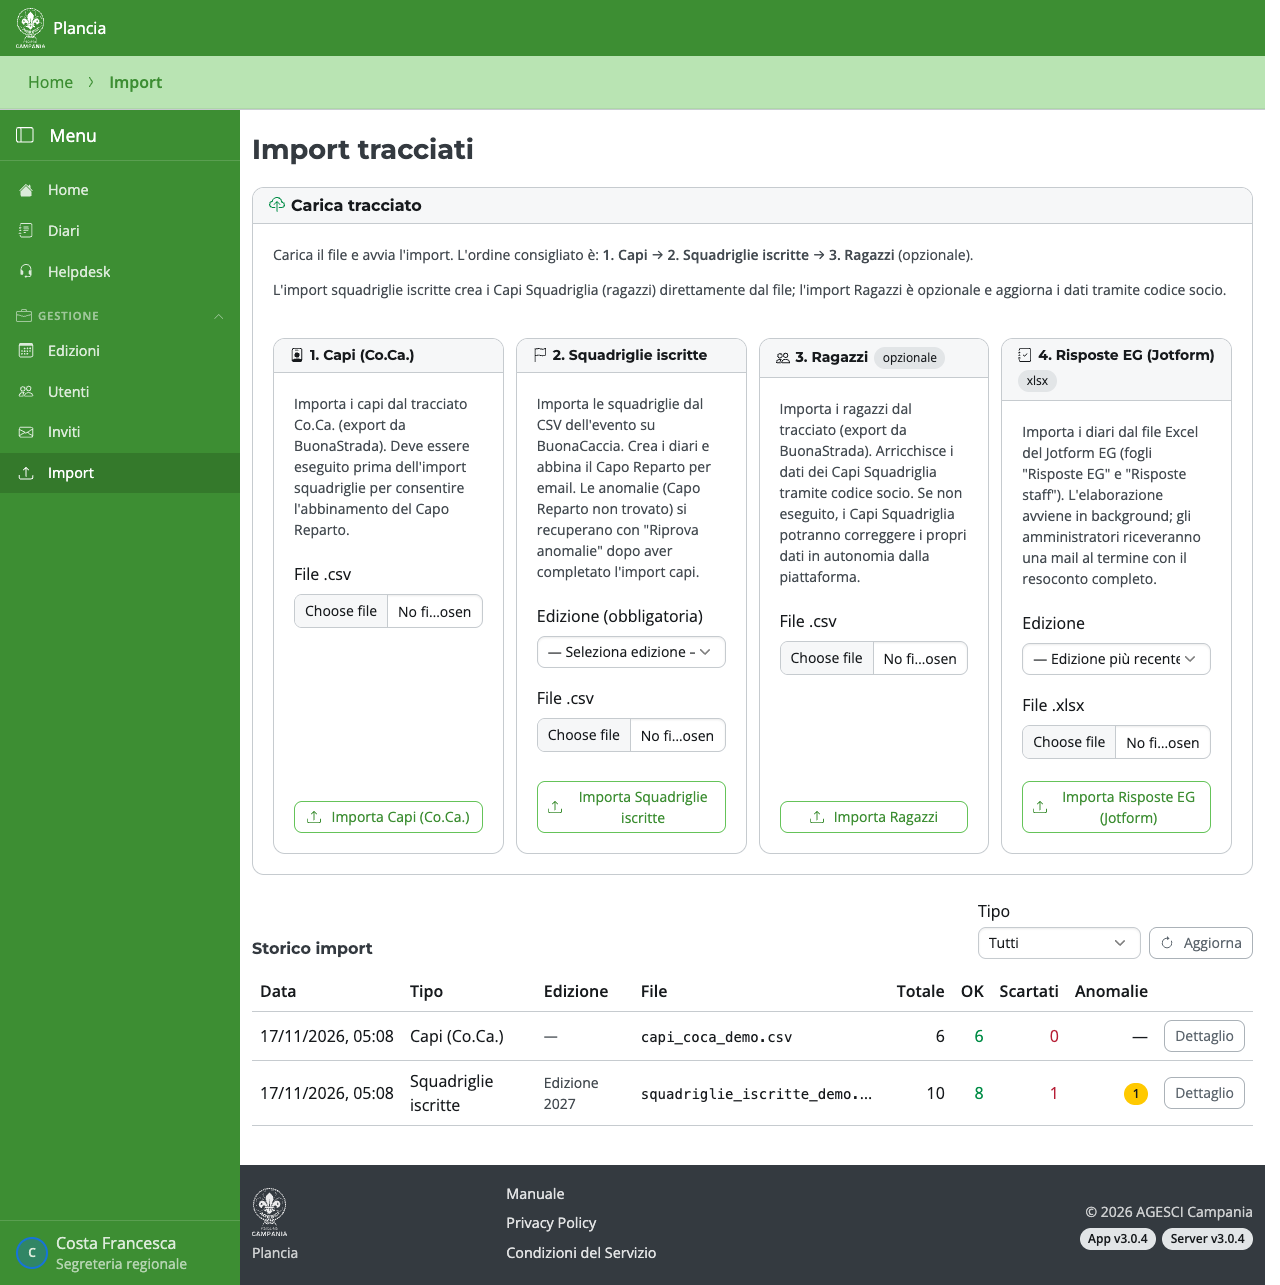 CAMPANIA
Plancia
Home
Import
Menu
Home
Diari
Helpdesk
GESTIONE
Edizioni
Utenti
Inviti
Import
C
Costa Francesca
Segreteria regionale
Import tracciati
Carica tracciato
Carica il file e avvia l'import. L'ordine consigliato è: 1. Capi → 2. Squadriglie iscritte → 3. Ragazzi (opzionale).
L'import squadriglie iscritte crea i Capi Squadriglia (ragazzi) direttamente dal file; l'import Ragazzi è opzionale e aggiorna i dati tramite codice socio.
1. Capi (Co.Ca.)
Importa i capi dal tracciato
Co.Ca. (export da
BuonaStrada). Deve essere
eseguito prima dell'import
squadriglie per consentire
l'abbinamento del Capo
Reparto.
File .csv
Choose file No fi...osen
Importa Capi (Co.Ca.)
2. Squadriglie iscritte
Importa le squadriglie dal
CSV dell'evento su
BuonaCaccia. Crea i diari e
abbina il Capo Reparto per
email. Le anomalie (Capo
Reparto non trovato) si
recuperano con "Riprova
anomalie" dopo aver
completato l'import capi.
Edizione (obbligatoria)
— Seleziona edizione –
File .csv
Choose file No fi...osen
Importa Squadriglie
iscritte
3. Ragazzi opzionale
Importa i ragazzi dal
tracciato (export da
BuonaStrada). Arricchisce i
dati dei Capi Squadriglia
tramite codice socio. Se non
eseguito, i Capi Squadriglia
potranno correggere i propri
dati in autonomia dalla
piattaforma.
File .csv
Choose file No fi...osen
Importa Ragazzi
4. Risposte EG (Jotform)
xlsx
Importa i diari dal file Excel
del Jotform EG (fogli
"Risposte EG" e "Risposte
staff"). L'elaborazione
avviene in background; gli
amministratori riceveranno
una mail al termine con il
resoconto completo.
Edizione
— Edizione più recente
File .xlsx
Choose file No fi...osen
Importa Risposte EG
(Jotform)
Storico import
Tipo
Tutti
Aggiorna
Data Tipo Edizione File Totale OK Scartati Anomalie
17/11/2026, 05:08 Capi (Co.Ca.) — capi_coca_demo.csv 6 6 0 — Dettaglio
17/11/2026, 05:08 Squadriglie iscritte Edizione 2027 squadriglie_iscritte_demo.... 10 8 1 1 Dettaglio
CAMPANIA
Plancia
Manuale
Privacy Policy
Condizioni del Servizio
© 2026 AGESCI Campania
App v3.0.4 Server v3.0.4